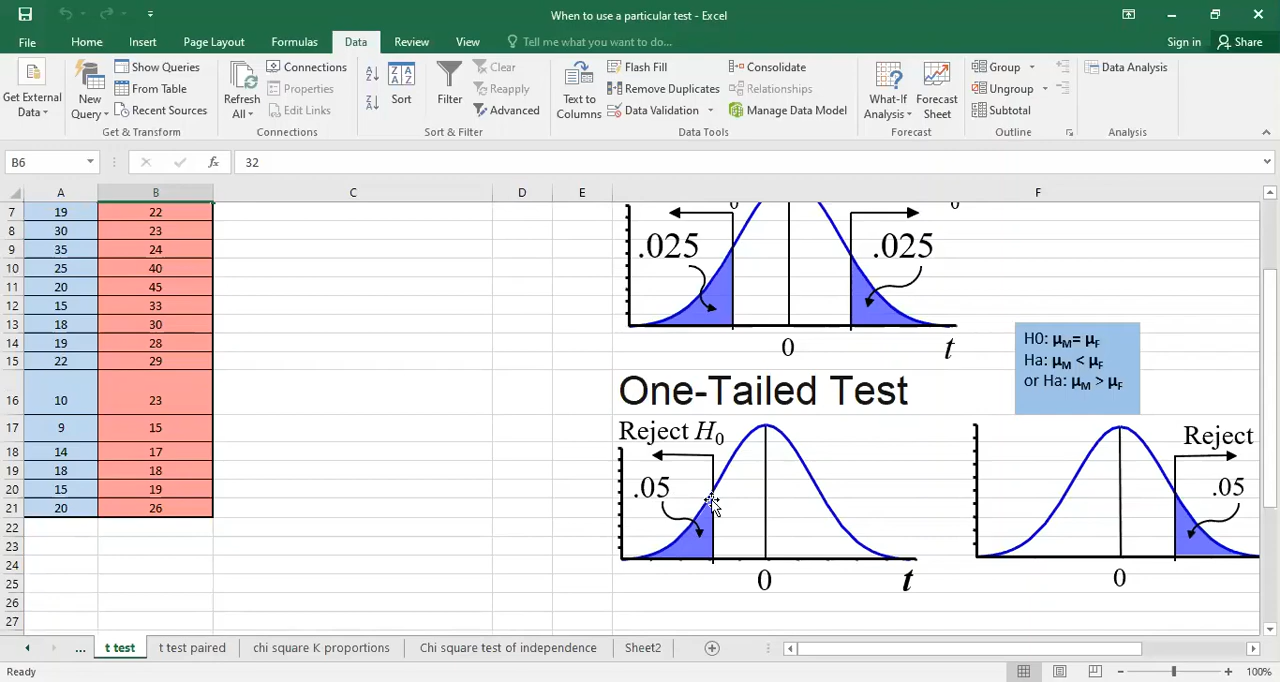 When to use a particular test - Excel
File Home Insert Page Layout Formulas Data Review View Tell me what you want to do... Sign in Share
Get External Data
New Query
Show Queries
From Table
Recent Sources
Get & Transform
Refresh All
Connections
Properties
Edit Links
Connections
Sort
Filter
Clear
Reapply
Advanced
Sort & Filter
Text to Columns
Flash Fill
Remove Duplicates
Data Validation
Consolidate
Relationships
Manage Data Model
Data Tools
What-If Analysis
Forecast Sheet
Forecast
Group
Ungroup
Subtotal
Outline
Data Analysis
Analysis
B6 fx 32
A B C D E F
7 19 22
8 30 23
9 35 24
10 25 40
11 20 45
12 15 33
13 18 30
14 19 28
15 22 29
16 10 23
17 9 15
18 14 17
19 18 18
20 15 19
21 20 26
22
23
24
25
26
27
.025 .025
0 t
H0: μM= μF
Ha: μM < μF
or Ha: μM > μF
One-Tailed Test
Reject H0
.05
0 t
Reject
.05
0
... t test t test paired chi square K proportions Chi square test of independence Sheet2
Ready 100%